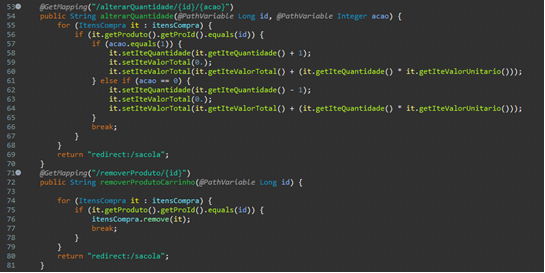 53 @GetMapping("/alterarQuantidade/{id}/{acao}")
54 public String alterarQuantidade(@PathVariable Long id, @PathVariable Integer acao) {
55 for (ItensCompra it : itensCompra) {
56 if (it.getProduto().getProId().equals(id)) {
57 if (acao.equals(1)) {
58 it.setIteQuantidade(it.getIteQuantidade() + 1);
59 it.setIteValorTotal(0.);
60 it.setIteValorTotal(it.getIteValorTotal() + (it.getIteQuantidade() * it.getIteValorUnitario()));
61 } else if (acao == 0) {
62 it.setIteQuantidade(it.getIteQuantidade() - 1);
63 it.setIteValorTotal(0.);
64 it.setIteValorTotal(it.getIteValorTotal() + (it.getIteQuantidade() * it.getIteValorUnitario()));
65 }
66 break;
67 }
68 }
69 return "redirect:/sacola";
70 }
71 @GetMapping("/removerProduto/{id}")
72 public String removerProdutoCarrinho(@PathVariable Long id) {
73
74 for (ItensCompra it : itensCompra) {
75 if (it.getProduto().getProId().equals(id)) {
76 itensCompra.remove(it);
77 break;
78 }
79 }
80 return "redirect:/sacola";
81 }